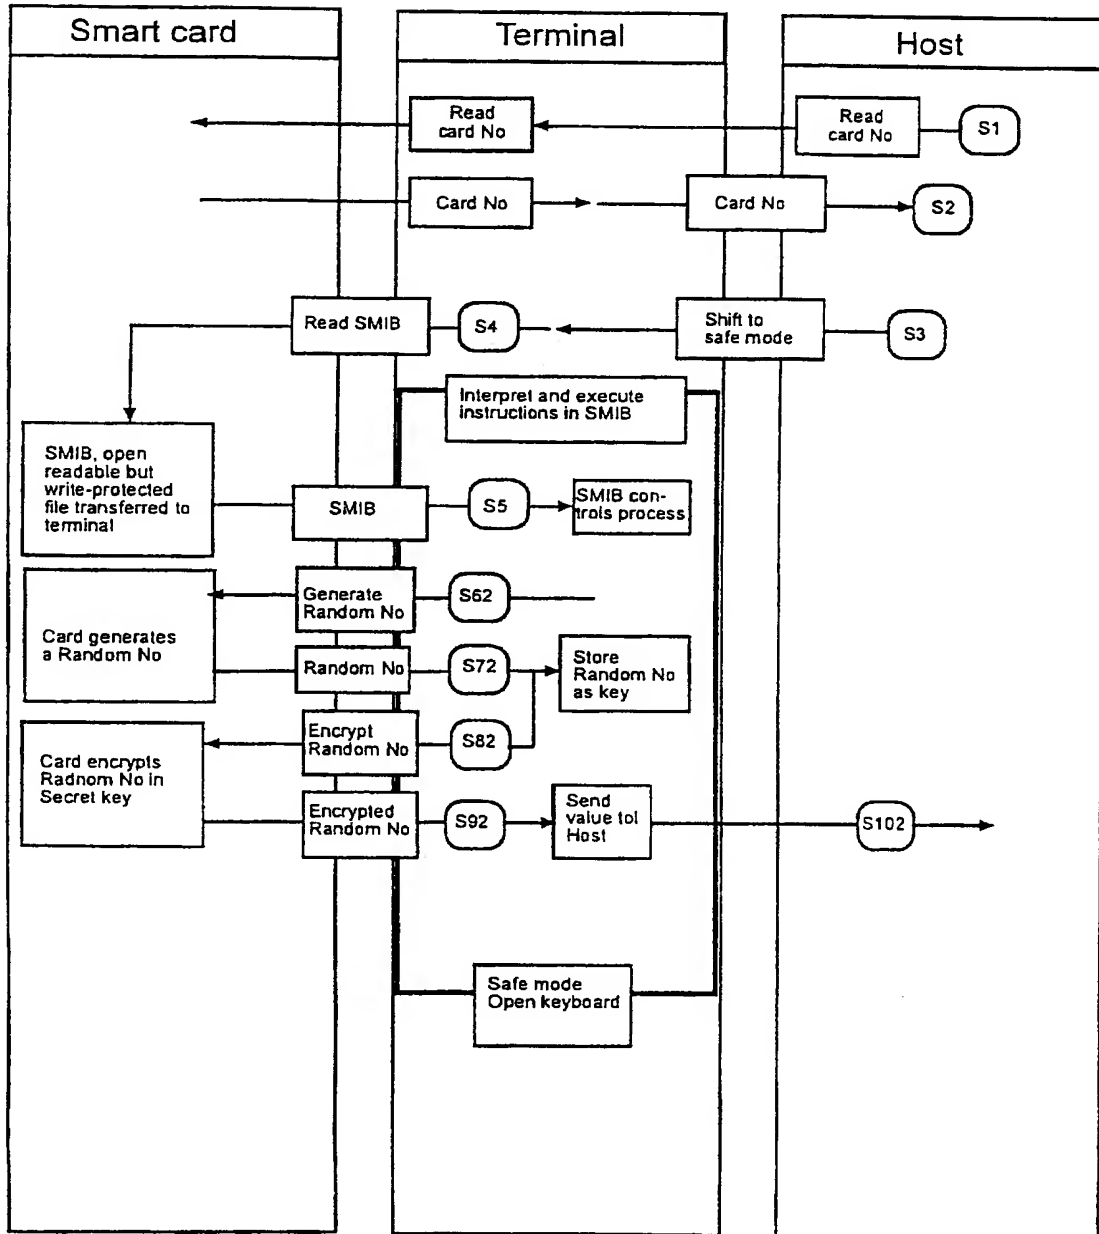 Smart card
Terminal
Host
Read
card No
Read
card No
S1
Card No
Card No
S2
Read SMIB
S4
Shift to
safe mode
S3
Interpret and execute
instructions in SMIB
SMIB, open
readable but
write-protected
file transferred to
terminal
SMIB
S5
SMIB con-
trols process
Generate
Random No
S62
Card generates
a Random No
Random No
S72
Store
Random No
as key
Encrypt
Random No
S82
Card encrypts
Radnom No in
Secret key
Encrypted
Random No
S92
Send
value tol
Host
S102
Safe mode
Open keyboard